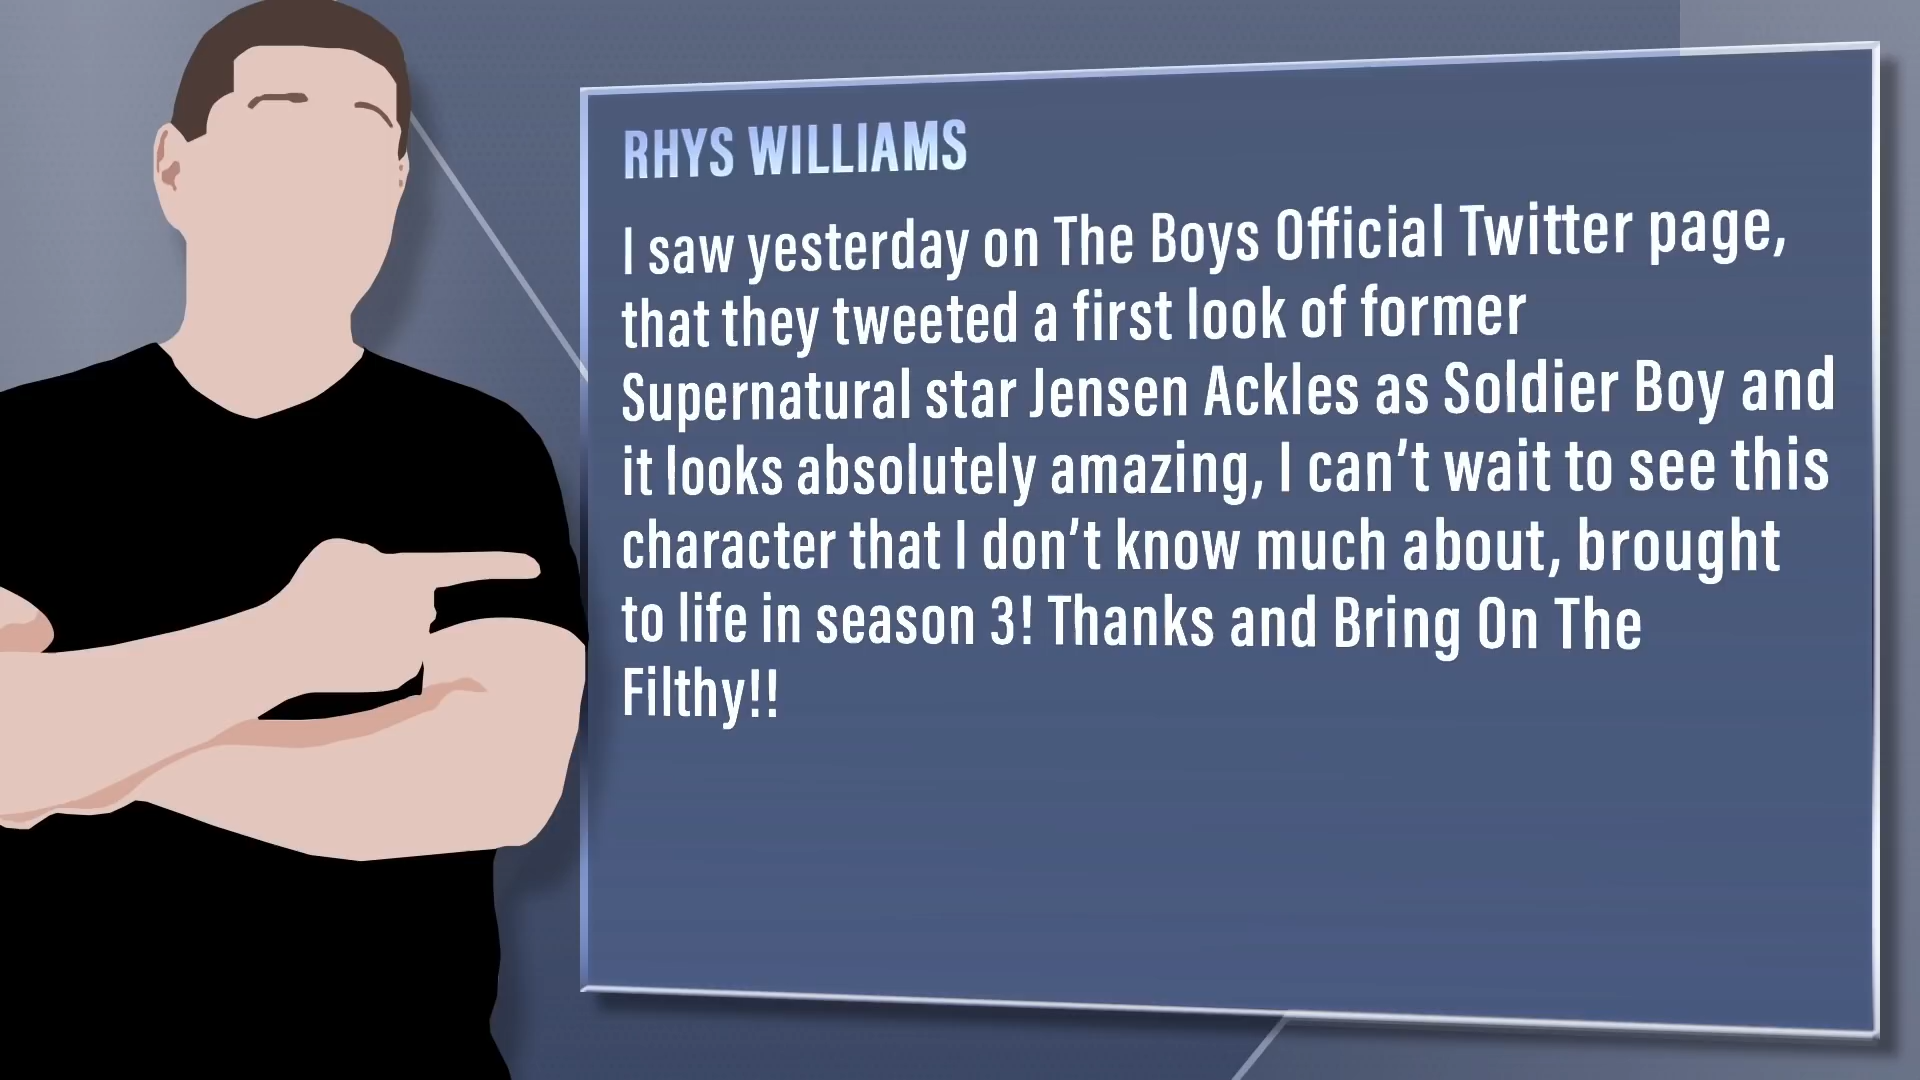 RHYS WILLIAMS
I saw yesterday on The Boys Official Twitter page,
that they tweeted a first look of former
Supernatural star Jensen Ackles as Soldier Boy and
it looks absolutely amazing, I can’t wait to see this
character that I don’t know much about, brought
to life in season 3! Thanks and Bring On The
Filthy!!